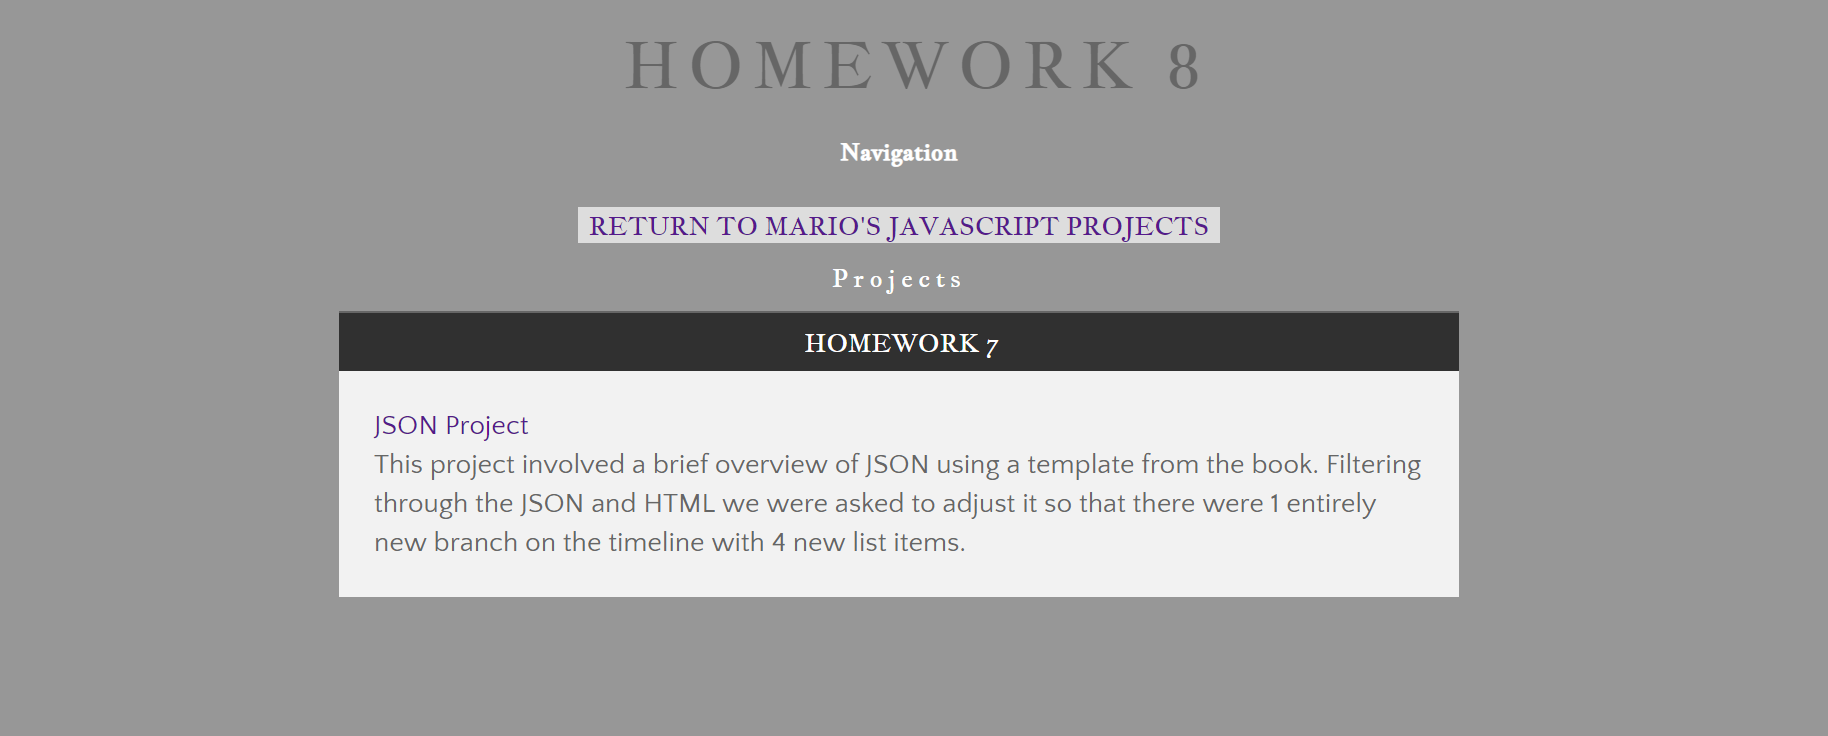 HOMEWORK 8
Navigation
RETURN TO MARIO'S JAVASCRIPT PROJECTS
Projects
HOMEWORK 7
JSON Project
This project involved a brief overview of JSON using a template from the book. Filtering
through the JSON and HTML we were asked to adjust it so that there were 1 entirely
new branch on the timeline with 4 new list items.